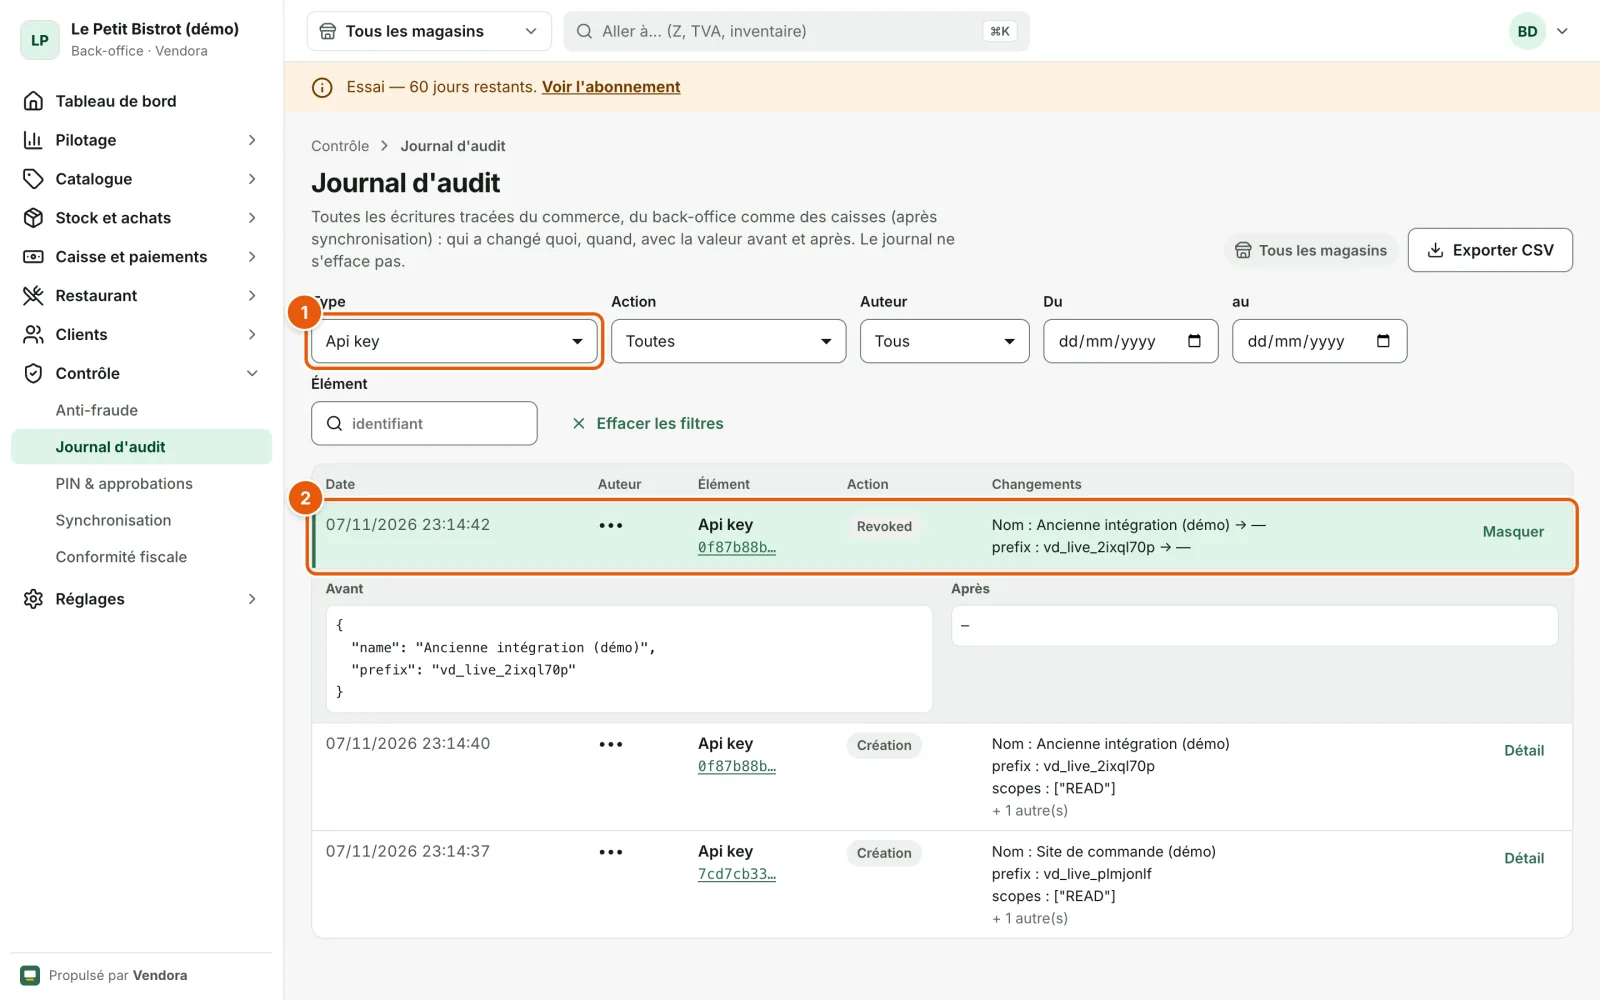 LP
Le Petit Bistrot (démo)
Back-office · Vendora
Tableau de bord
Pilotage
Catalogue
Stock et achats
Caisse et paiements
Restaurant
Clients
Contrôle
Anti-fraude
Journal d'audit
PIN & approbations
Synchronisation
Conformité fiscale
Réglages
Propulsé par Vendora
Tous les magasins
Aller à... (Z, TVA, inventaire)
⌘K
BD
Essai — 60 jours restants. Voir l'abonnement
Contrôle > Journal d'audit
Journal d'audit
Toutes les écritures tracées du commerce, du back-office comme des caisses (après
synchronisation) : qui a changé quoi, quand, avec la valeur avant et après. Le journal ne
s'efface pas.
Tous les magasins
Exporter CSV
1
Type Action Auteur Du au
Api key Toutes Tous dd/mm/yyyy dd/mm/yyyy
Élément
identifiant
Effacer les filtres
2
Date Auteur Élément Action Changements
07/11/2026 23:14:42 ••• Api key Revoked Nom : Ancienne intégration (démo) → — Masquer
0f87b88b… prefix : vd_live_2ixql70p → —
Avant Après
{ –
"name": "Ancienne intégration (démo)",
"prefix": "vd_live_2ixql70p"
}
07/11/2026 23:14:40 ••• Api key Création Nom : Ancienne intégration (démo) Détail
0f87b88b… prefix : vd_live_2ixql70p
scopes : ["READ"]
+ 1 autre(s)
07/11/2026 23:14:37 ••• Api key Création Nom : Site de commande (démo) Détail
7cd7cb33… prefix : vd_live_plmjonlf
scopes : ["READ"]
+ 1 autre(s)